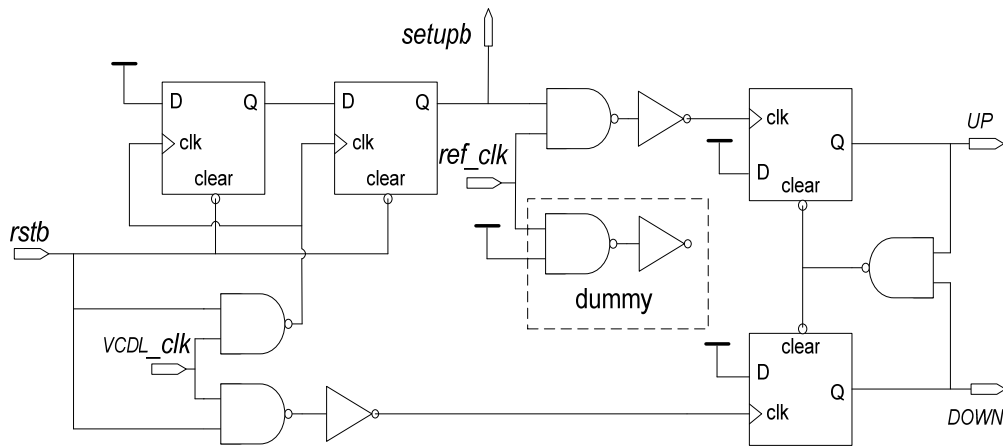 setupb
D Q
clk
clear
D Q
clk
clear
ref_clk
clk
Q
D
clear
UP
rstb
dummy
VCDL_clk
clear
D
Q
clk
DOWN